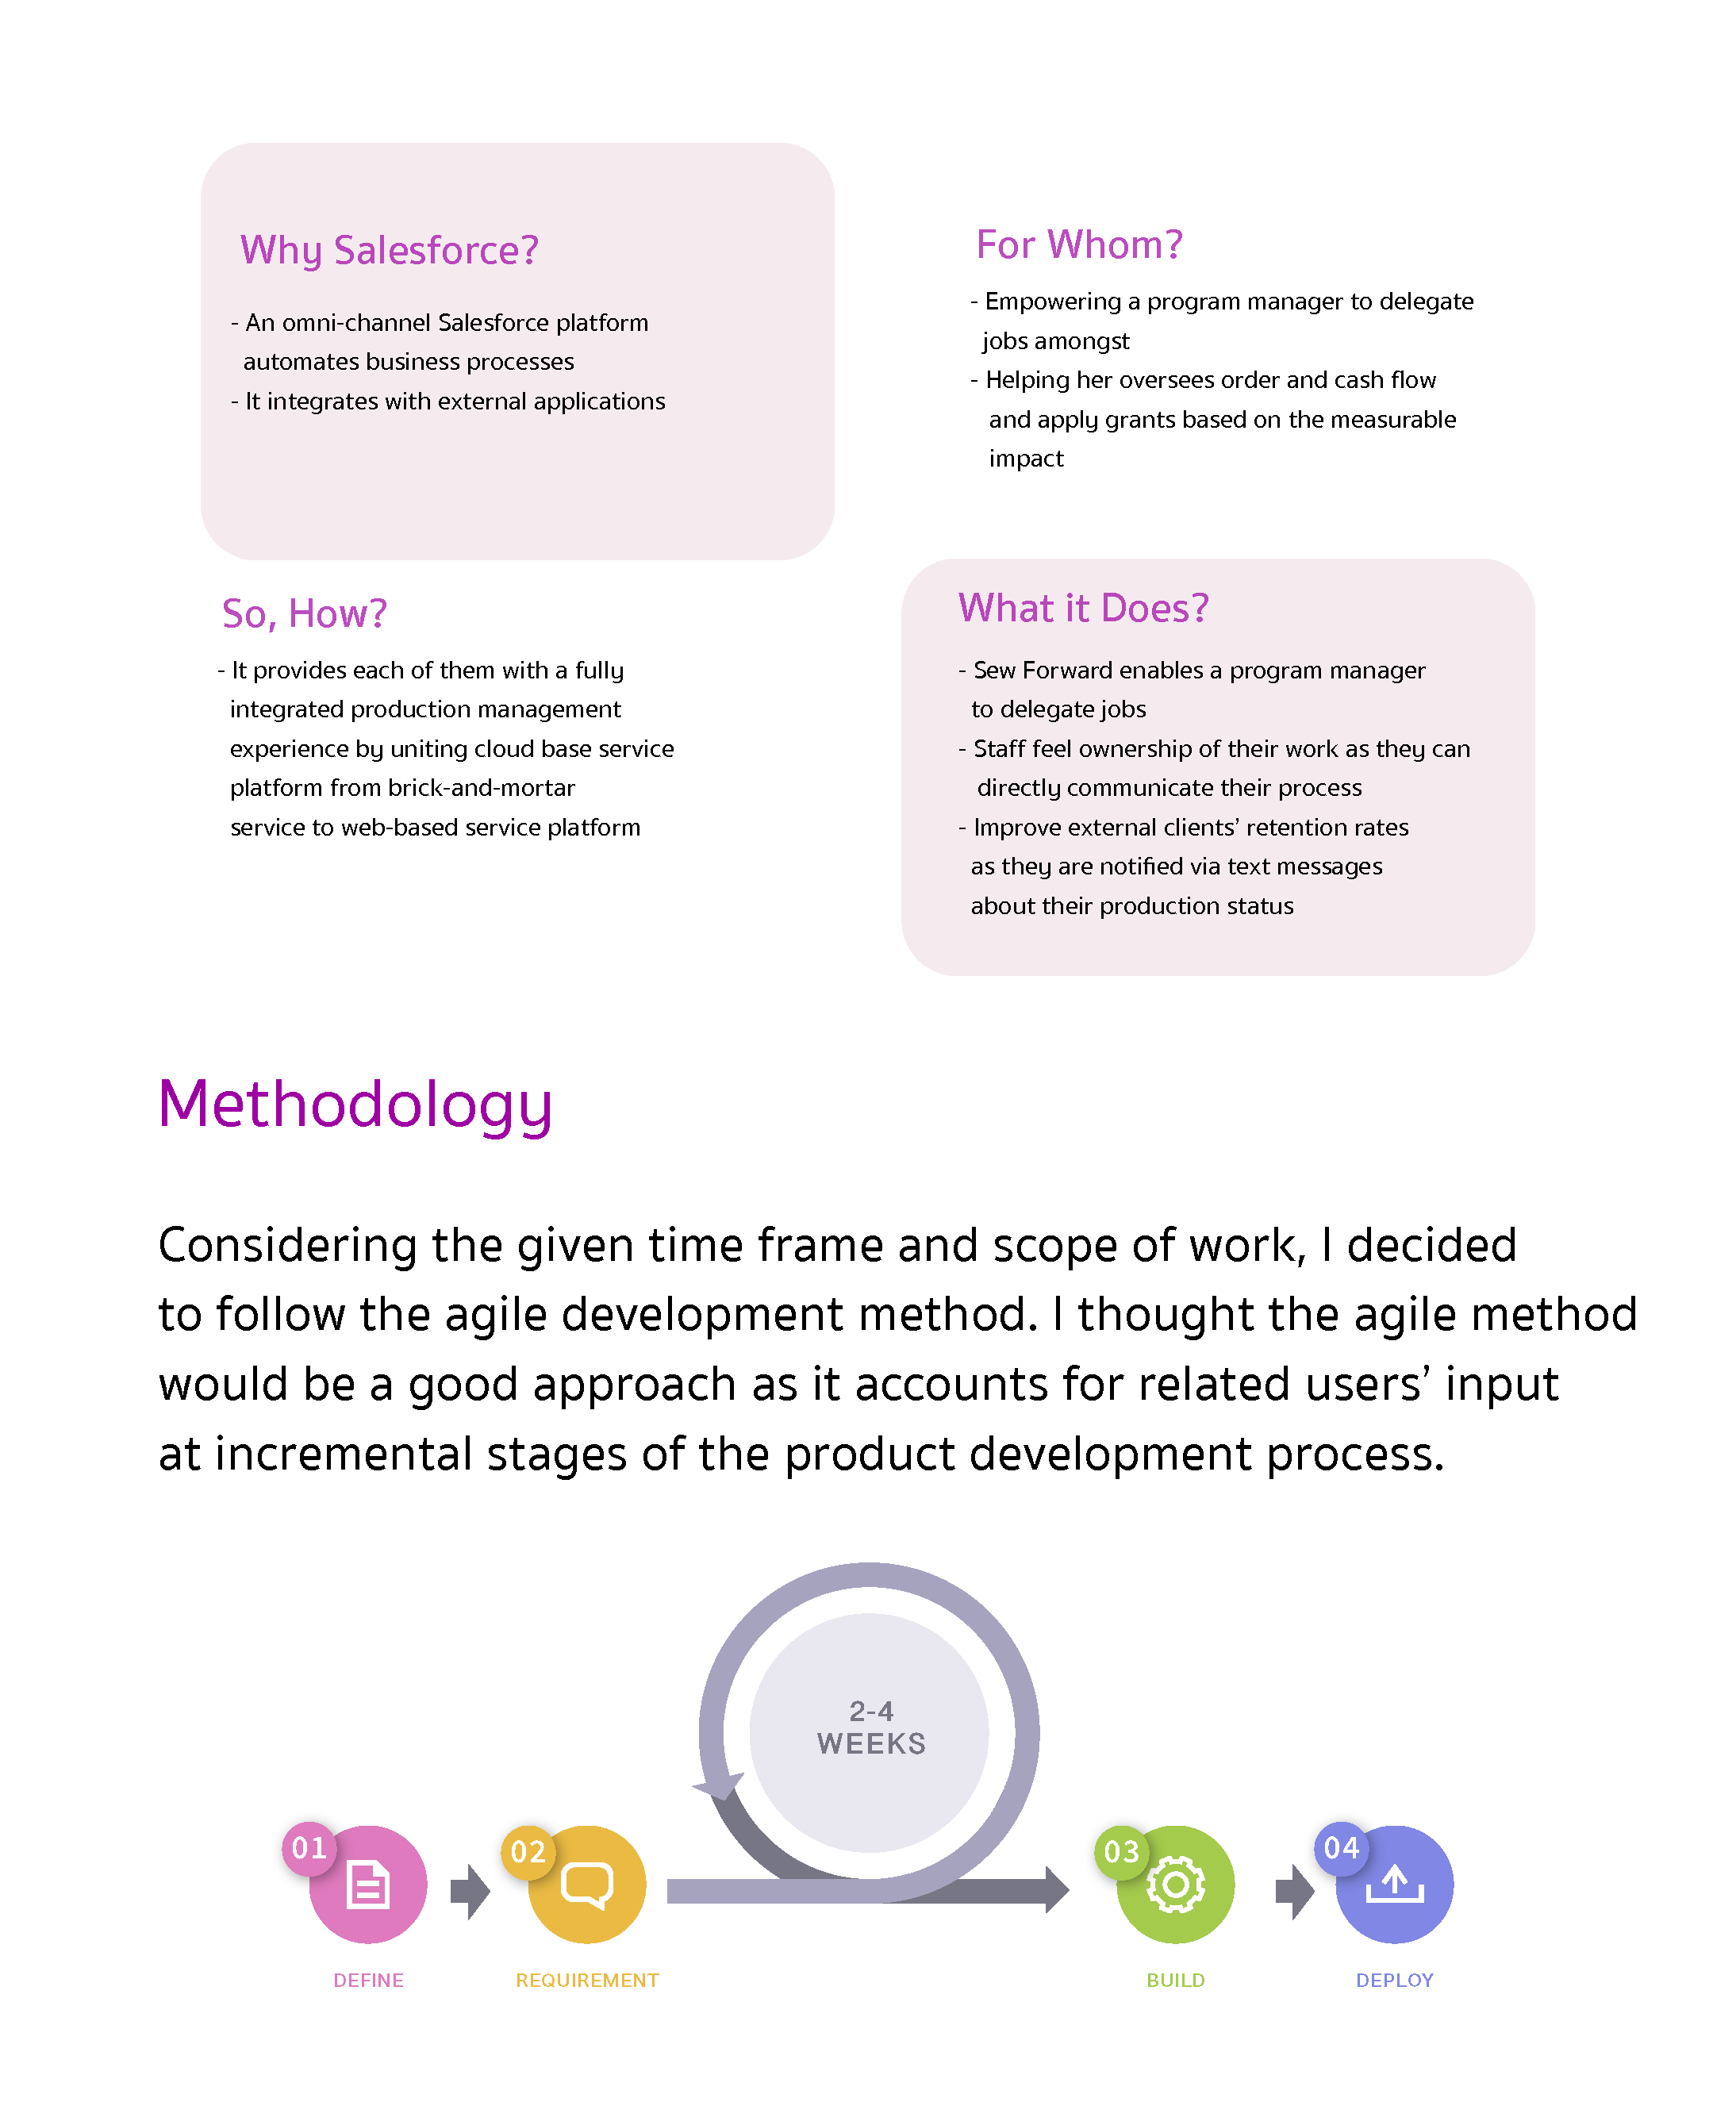 Why Salesforce?
- An omni-channel Salesforce platform
automates business processes
- It integrates with external applications
For Whom?
- Empowering a program manager to delegate
jobs amongst
- Helping her oversees order and cash flow
and apply grants based on the measurable
impact
So, How?
- It provides each of them with a fully
integrated production management
experience by uniting cloud base service
platform from brick-and-mortar
service to web-based service platform
What it Does?
- Sew Forward enables a program manager
to delegate jobs
- Staff feel ownership of their work as they can
directly communicate their process
- Improve external clients’ retention rates
as they are notified via text messages
about their production status
Methodology
Considering the given time frame and scope of work, I decided
to follow the agile development method. I thought the agile method
would be a good approach as it accounts for related users’ input
at incremental stages of the product development process.
2-4
WEEKS
01
02
03
04
DEFINE
REQUIREMENT
BUILD
DEPLOY